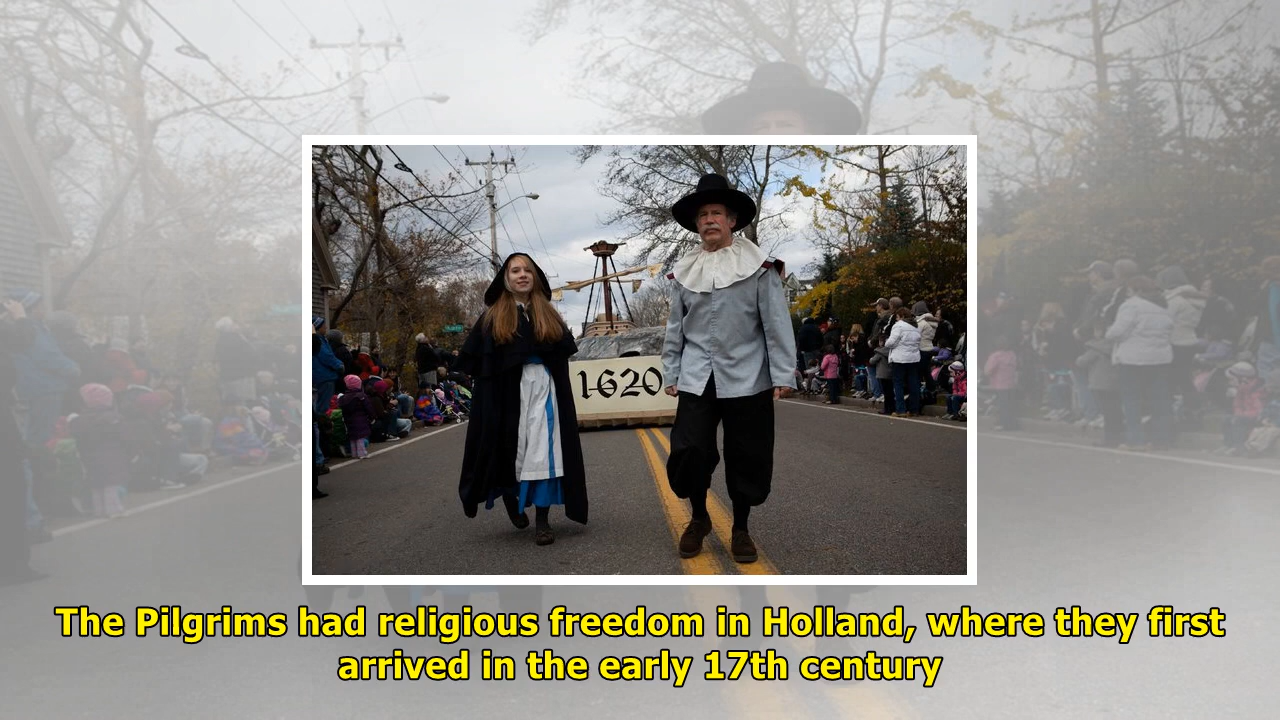 1620
The Pilgrims had religious freedom in Holland, where they first
arrived in the early 17th century